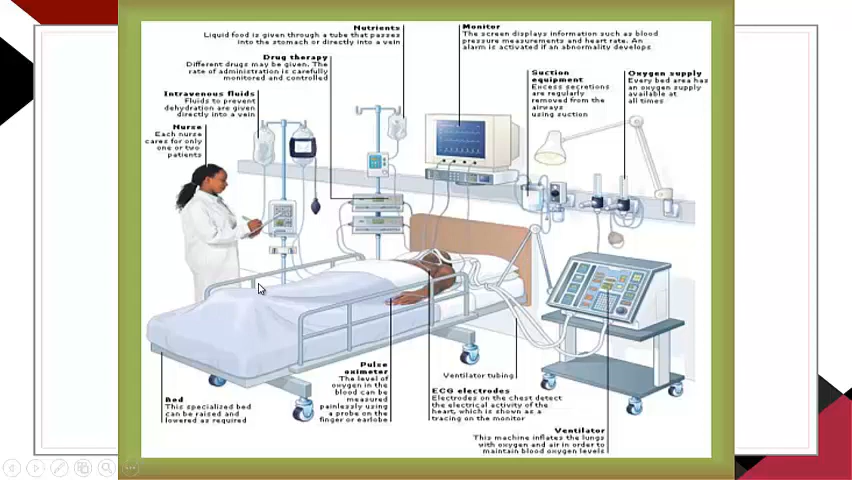 Nutrients
Liquid food is given through a tube that passes
into the stomach or directly into a vein
Monitor
The screen displays information such as blood
pressure measurements and heart rate. An
alarm is activated if an abnormality develops
Drug therapy
Different drugs may be given. The
rate of administration is carefully
monitored and controlled
Suction
equipment
Excess secretions
are regularly
removed from the
airways
using suction
Oxygen supply
Every bed area has
an oxygen supply
available at
all times
Intravenous fluids
Fluids to prevent
dehydration are given
directly into a vein
Nurse
Each nurse
cares for only
one or two
patients
Pulse
oximeter
The level of
oxygen in the
blood can be
measured
painlessly using
a probe on the
finger or earlobe
Ventilator tubing
ECG electrodes
Electrodes on the chest detect
the electrical activity of the
heart, which is shown as a
tracing on the monitor
Bed
This specialized bed
can be raised and
lowered as required
Ventilator
This machine inflates the lungs
with oxygen and air in order to
maintain blood oxygen levels